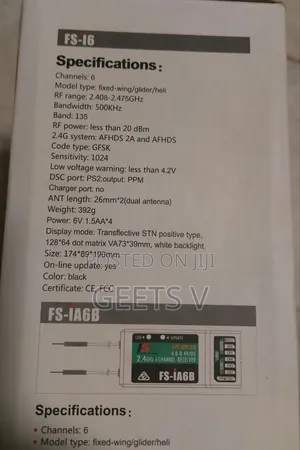 FS-I6
Specifications:
Channels: 6
Model type: fixed-wing/glider/heli
RF range: 2.408-2.475GHz
Bandwidth: 500KHz
Band: 135
RF power: less than 20 dBm
2.4G system: AFHDS 2A and AFHDS
Code type: GFSK
Sensitivity: 1024
Low voltage warning: less than 4.2V
DSC port: PS2;output: PPM
Charger port: no
ANT length: 26mm*2(dual antenna)
Weight: 392g
Power: 6V 1.5AA*4
Display mode: Transflective STN positive type,
128*64 dot matrix VA73*39mm, white backlight.
Size: 174*89*190mm
On-line update: yes
Color: black
Certificate: CE, FCC
POSTED ON JIJI
GEETS V
FS-iA6B
FS-iA6B
Specifications:
Channels: 6
Model type: fixed-wing/glider/heli